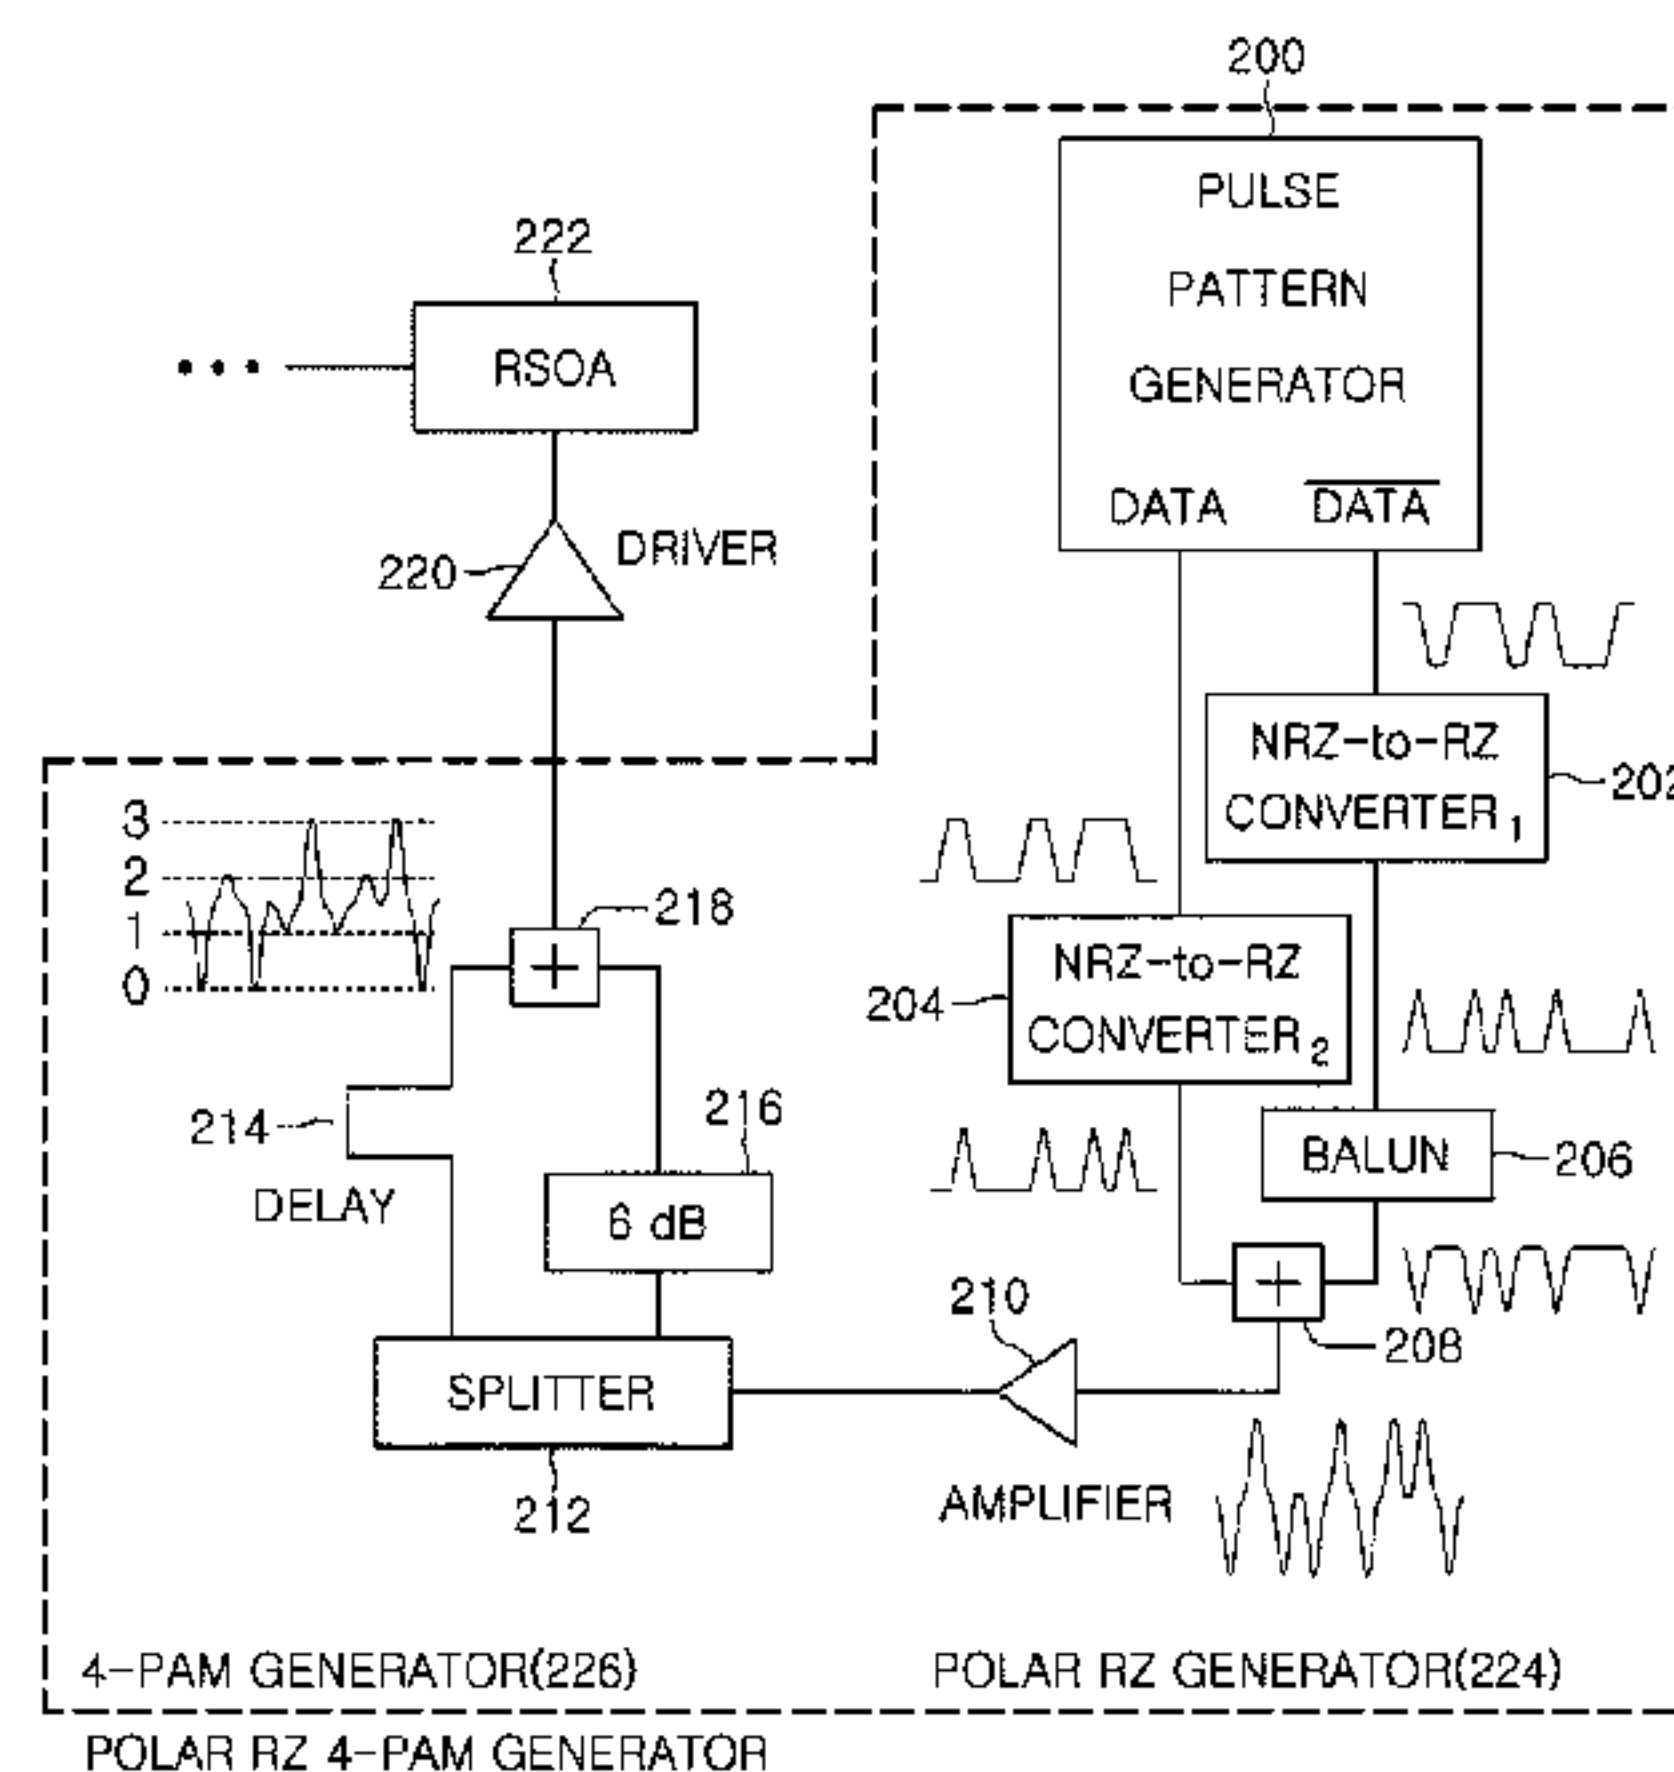 200
PULSE
PATTERN
GENERATOR
DATA DATA
222
RSOA
220
DRIVER
NRZ-to-RZ
CONVERTER1
202
3
2
1
0
218
204
NRZ-to-RZ
CONVERTER2
214
DELAY
216
6 dB
BALUN
206
210
208
SPLITTER
212
AMPLIFIER
4-PAM GENERATOR(226)
POLAR RZ GENERATOR(224)
POLAR RZ 4-PAM GENERATOR